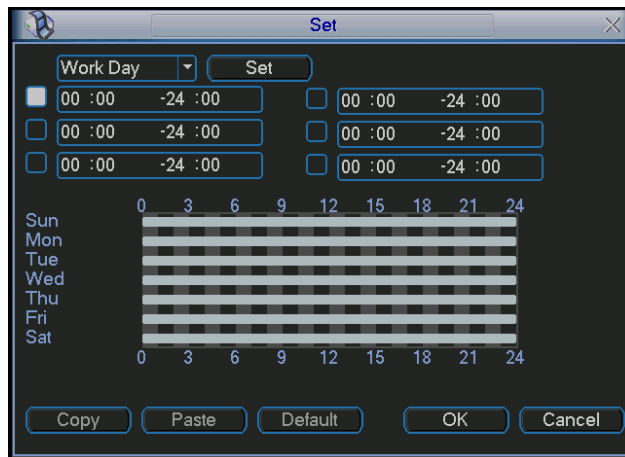 Set
Work Day Set
00 :00 -24 :00 00 :00 -24 :00
00 :00 -24 :00 00 :00 -24 :00
00 :00 -24 :00 00 :00 -24 :00
0 3 6 9 12 15 18 21 24
Sun
Mon
Tue
Wed
Thu
Fri
Sat
0 3 6 9 12 15 18 21 24
Copy Paste Default OK Cancel